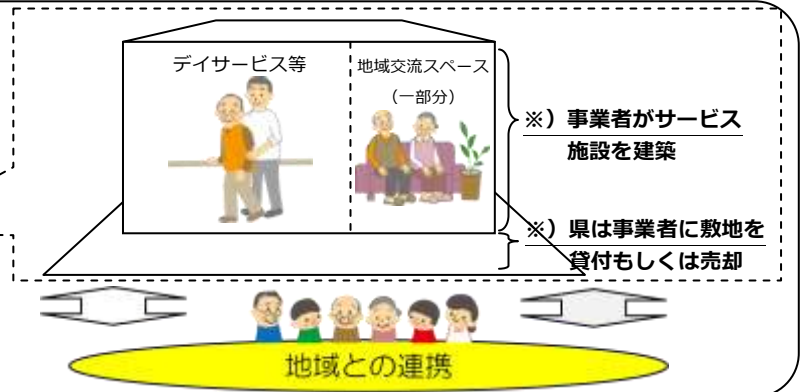 デイサービス等
地域交流スペース
（一部分）
※）事業者がサービス
施設を建築
※）県は事業者に敷地を
貸付もしくは売却
地域との連携